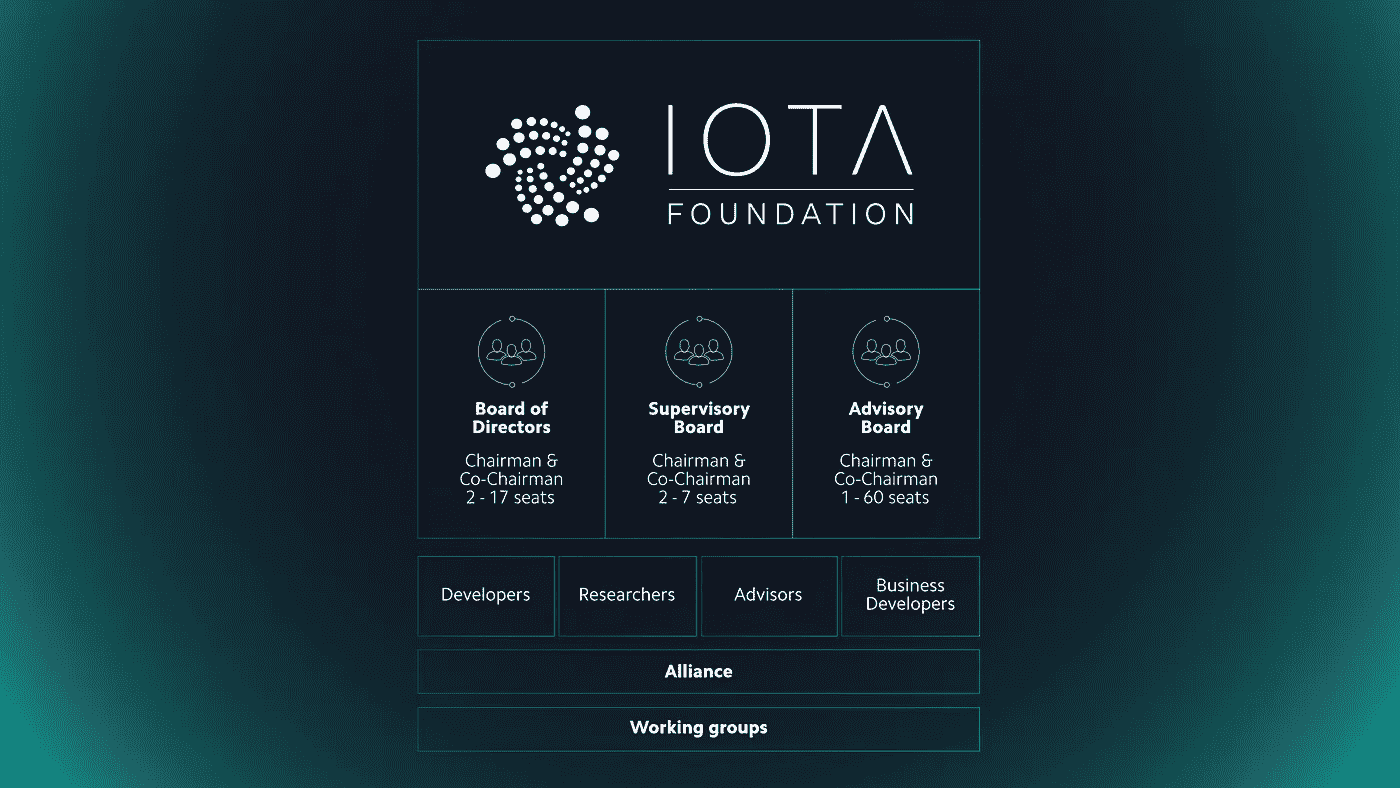 IOTA
FOUNDATION
Board of
Directors
Chairman &
Co-Chairman
2 - 17 seats
Supervisory
Board
Chairman &
Co-Chairman
2 - 7 seats
Advisory
Board
Chairman &
Co-Chairman
1 - 60 seats
Developers
Researchers
Advisors
Business
Developers
Alliance
Working groups